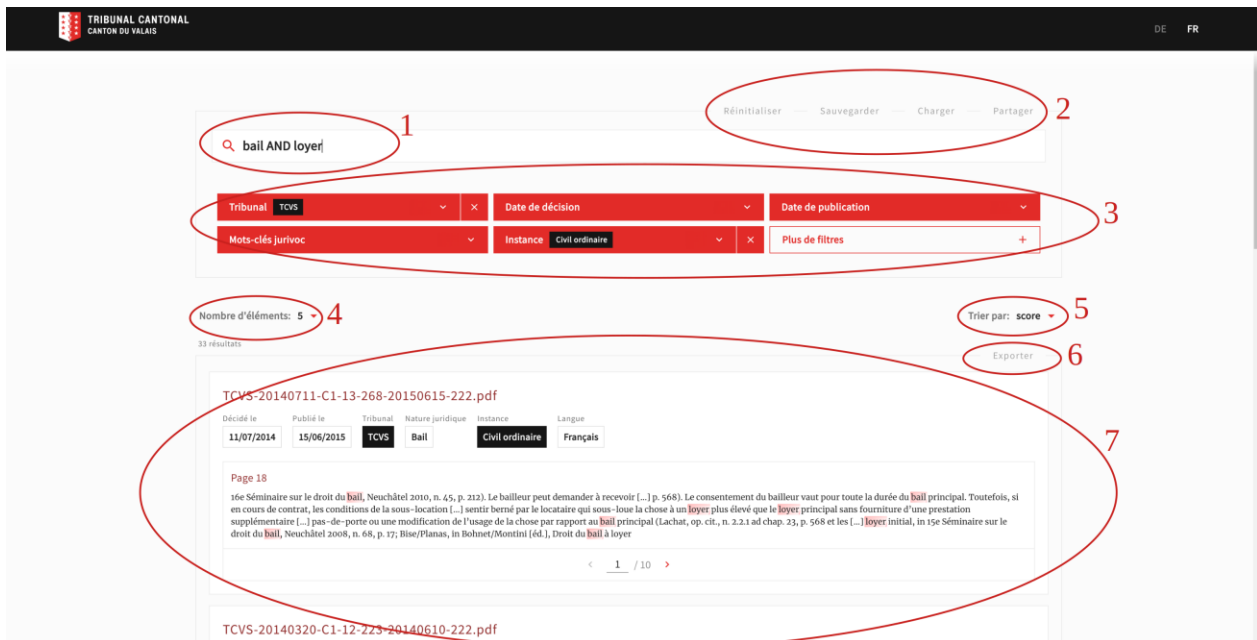 TRIBUNAL CANTONAL
CANTON DU VALAIS
DE FR
Réinitialiser Sauvegarder Charger Partager 2
1
bail AND loyer
Tribunal TCVS × Date de décision Date de publication
3
Mots-clés jurivoc Instance Civil ordinaire × Plus de filtres +
Nombre d'éléments: 5 4 Trier par: score 5
33 résultats
Exporter 6
TCVS-20140711-C1-13-268-20150615-222.pdf
Décidé le Publié le Tribunal Nature juridique Instance Langue
11/07/2014 15/06/2015 TCVS Bail Civil ordinaire Français
7
Page 18
16e Séminaire sur le droit du bail, Neuchâtel 2010, n. 45, p. 212). Le bailleur peut demander à recevoir [...] p. 568). Le consentement du bailleur vaut pour toute la durée du bail principal. Toutefois, si
en cours de contrat, les conditions de la sous-location [...] sentir berné par le locataire qui sous-loue la chose à un loyer plus élevé que le loyer principal sans fourniture d'une prestation
supplémentaire [...] pas-de-porte ou une modification de l'usage de la chose par rapport au bail principal (Lachat, op. cit., n. 2.2.1 ad chap. 23, p. 568 et les [...] loyer initial, in 15e Séminaire sur le
droit du bail, Neuchâtel 2008, n. 68, p. 17; Bise/Planas, in Bohnet/Montini [éd.], Droit du bail à loyer
< 1 / 10 >
TCVS-20140320-C1-12-223-20140610-222.pdf